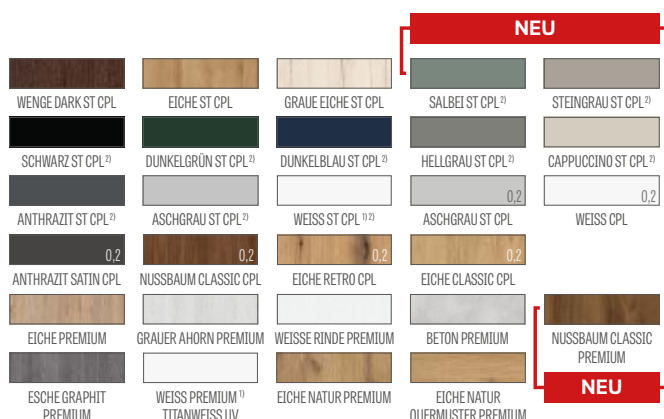 NEU
WENGE DARK ST CPL
EICHE ST CPL
GRAUE EICHE ST CPL
SALBEI ST CPL 2)
STEINGRAU ST CPL 2)
SCHWARZ ST CPL 2)
DUNKELGRÜN ST CPL 2)
DUNKELBLAU ST CPL 2)
HELLGRAU ST CPL 2)
CAPPUCCINO ST CPL 2)
0,2
0,2
ANTHRAZIT ST CPL 2)
ASCHGRAU ST CPL 2)
WEISS ST CPL 1) 2)
ASCHGRAU ST CPL
WEISS CPL
0,2
0,2
0,2
0,2
ANTHRAZIT SATIN CPL
NUSSBAUM CLASSIC CPL
EICHE RETRO CPL
EICHE CLASSIC CPL
EICHE PREMIUM
GRAUER AHORN PREMIUM
WEISSE RINDE PREMIUM
BETON PREMIUM
NUSSBAUM CLASSIC
PREMIUM
NEU
ESCHE GRAPHIT
PREMIUM
WEISS PREMIUM 1)
TITANWEISS UV
EICHE NATUR PREMIUM
EICHE NATUR
QUERMUSTER PREMIUM